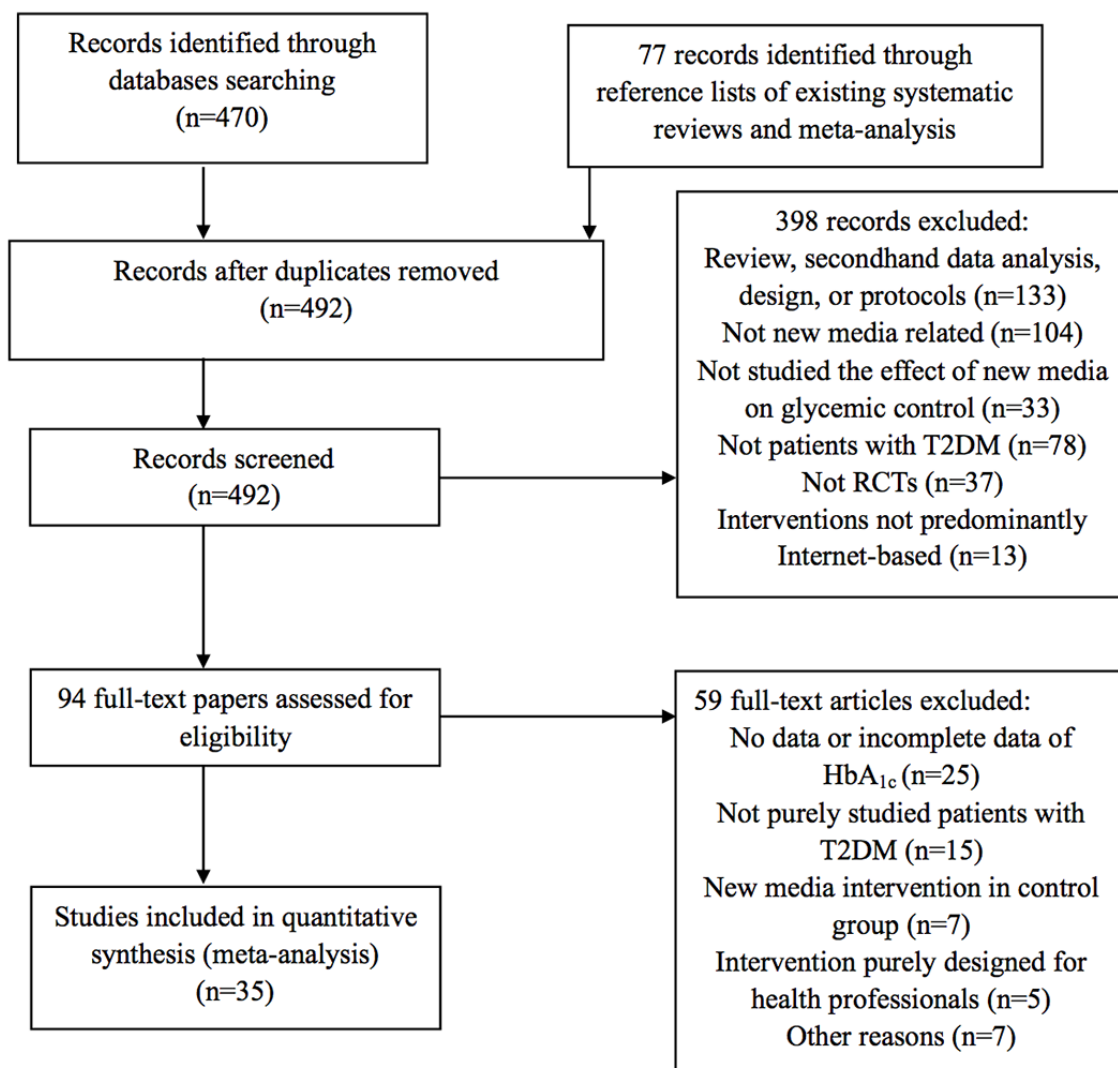 Records identified through
databases searching
(n=470)
77 records identified through
reference lists of existing systematic
reviews and meta-analysis
Records after duplicates removed
(n=492)
398 records excluded:
Review, secondhand data analysis,
design, or protocols (n=133)
Not new media related (n=104)
Not studied the effect of new media
on glycemic control (n=33)
Not patients with T2DM (n=78)
Not RCTs (n=37)
Interventions not predominantly
Internet-based (n=13)
Records screened
(n=492)
94 full-text papers assessed for
eligibility
59 full-text articles excluded:
No data or incomplete data of
HbA1c (n=25)
Not purely studied patients with
T2DM (n=15)
New media intervention in control
group (n=7)
Intervention purely designed for
health professionals (n=5)
Other reasons (n=7)
Studies included in quantitative
synthesis (meta-analysis)
(n=35)